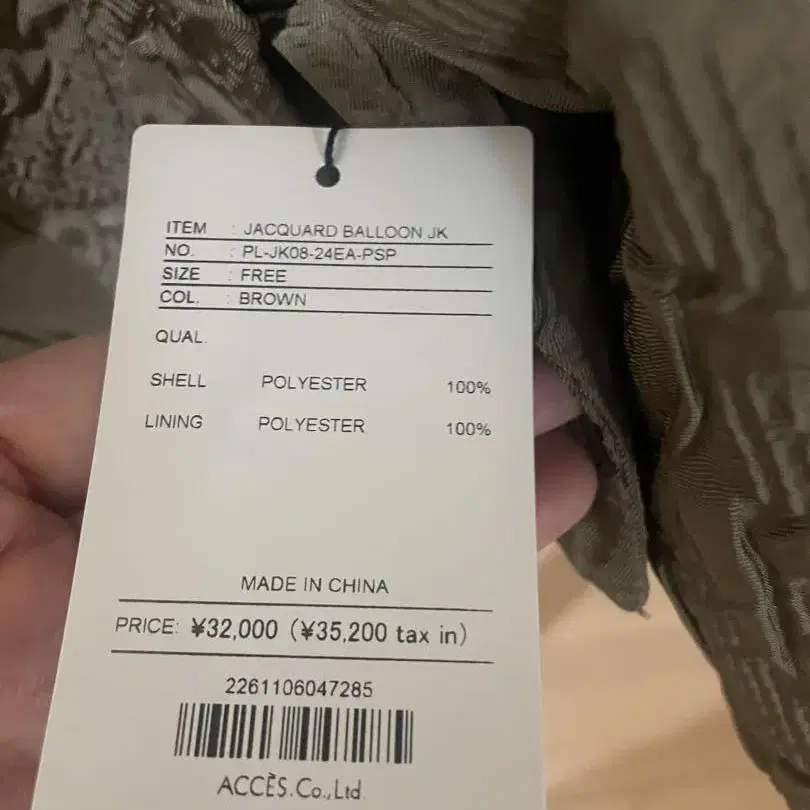 ITEM : JACQUARD BALLOON JK
NO. : PL-JK08-24EA-PSP
SIZE : FREE
COL. : BROWN
QUAL.
SHELL POLYESTER 100%
LINING POLYESTER 100%
MADE IN CHINA
PRICE: ¥32,000 (¥35,200 tax in)
2261106047285
ACCÈS.Co.,Ltd.